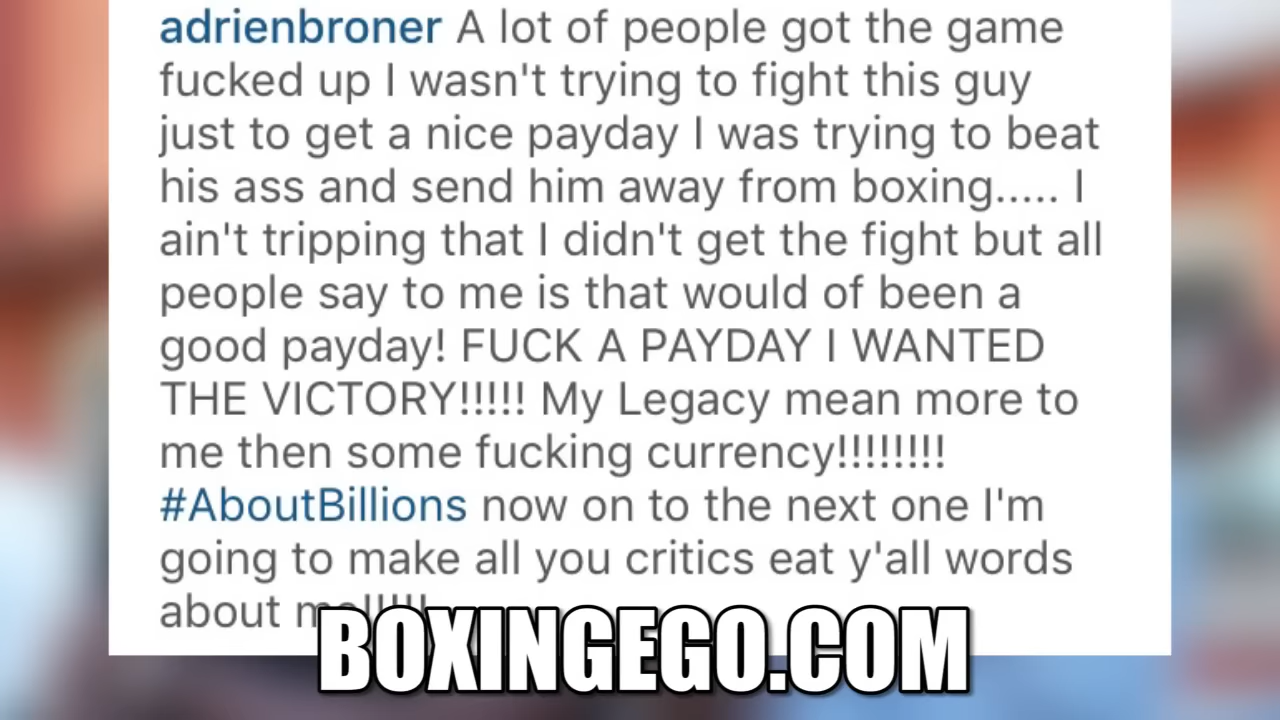 adrienbroner A lot of people got the game
fucked up I wasn't trying to fight this guy
just to get a nice payday I was trying to beat
his ass and send him away from boxing..... I
ain't tripping that I didn't get the fight but all
people say to me is that would of been a
good payday! FUCK A PAYDAY I WANTED
THE VICTORY!!!!! My Legacy mean more to
me then some fucking currency!!!!!!!!
#AboutBillions now on to the next one I'm
going to make all you critics eat y'all words
about me!!!!!
BOXINGEGO.COM